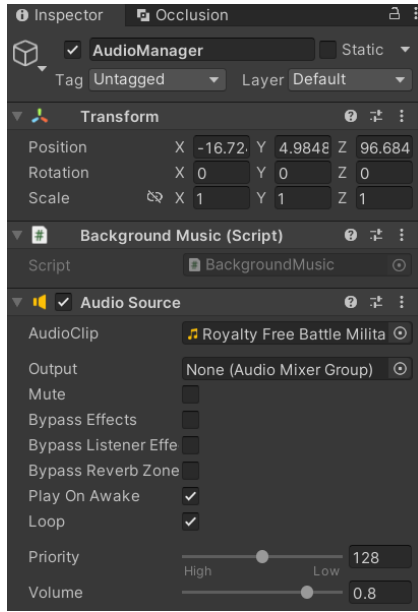 Inspector Occlusion
AudioManager Static
Tag Untagged Layer Default
Transform
Position X -16.72 Y 4.9848 Z 96.684
Rotation X 0 Y 0 Z 0
Scale X 1 Y 1 Z 1
# Background Music (Script)
Script # BackgroundMusic
Audio Source
AudioClip Royalty Free Battle Milita
Output None (Audio Mixer Group)
Mute
Bypass Effects
Bypass Listener Effe
Bypass Reverb Zone
Play On Awake
Loop
Priority 128
High Low
Volume 0.8